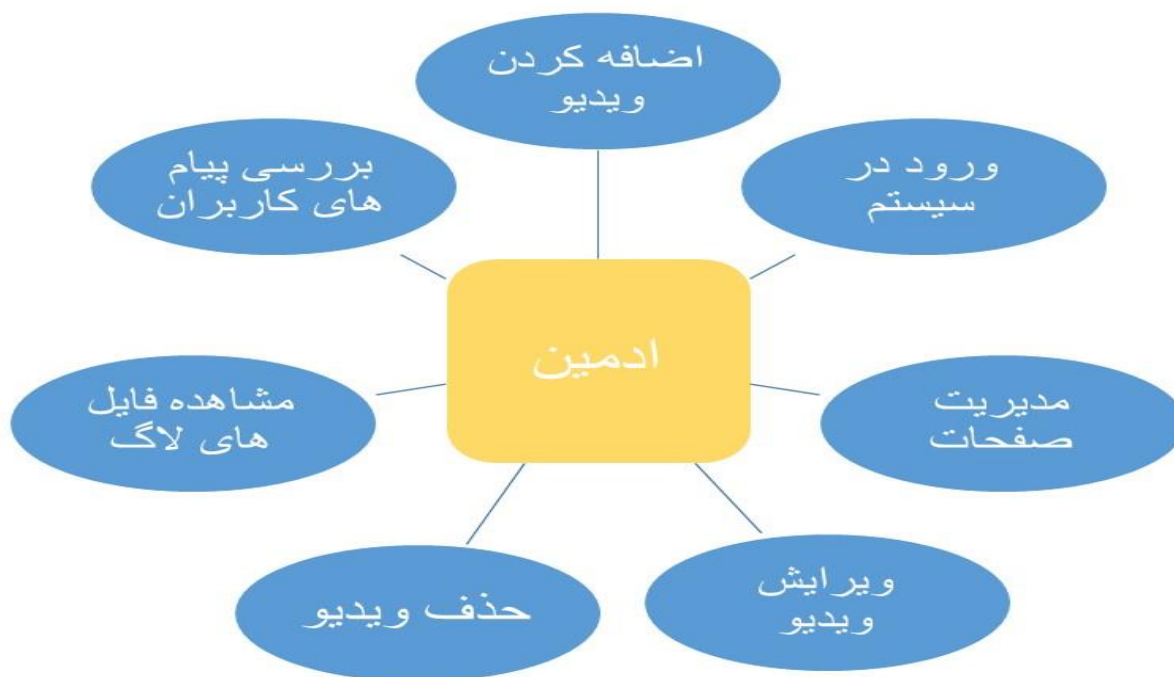 اضافه کردن
ویدیو
ورود در
سیستم
مدیریت
صفحات
ویرایش
ویدیو
حذف ویدیو
مشاهده فایل
های لاگ
بررسی پیام
های کاربران
ادمین